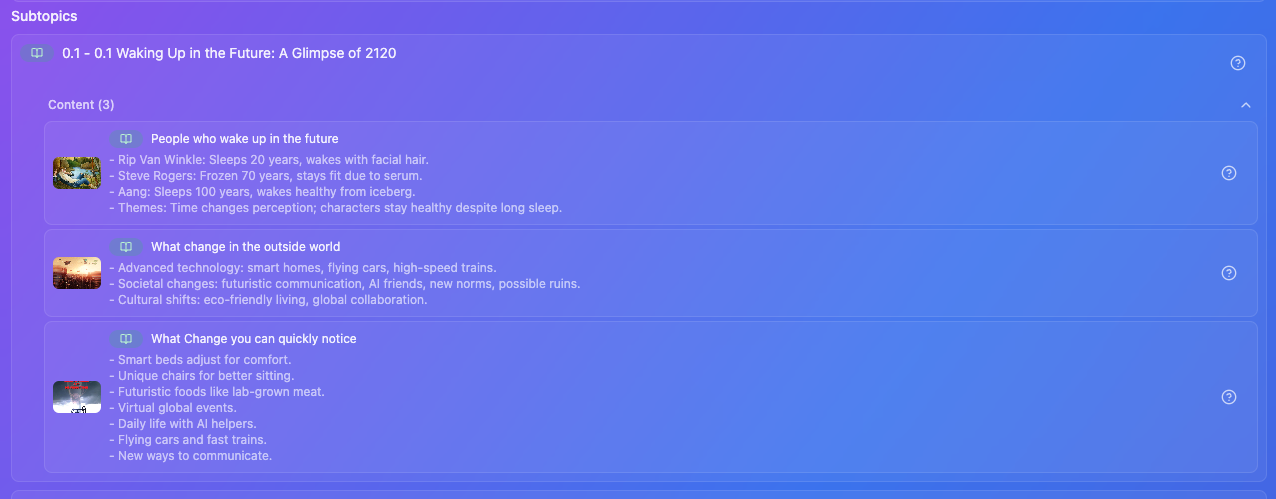 Subtopics
0.1 - 0.1 Waking Up in the Future: A Glimpse of 2120
Content (3)
People who wake up in the future
- Rip Van Winkle: Sleeps 20 years, wakes with facial hair.
- Steve Rogers: Frozen 70 years, stays fit due to serum.
- Aang: Sleeps 100 years, wakes healthy from iceberg.
- Themes: Time changes perception; characters stay healthy despite long sleep.
What change in the outside world
- Advanced technology: smart homes, flying cars, high-speed trains.
- Societal changes: futuristic communication, AI friends, new norms, possible ruins.
- Cultural shifts: eco-friendly living, global collaboration.
What Change you can quickly notice
- Smart beds adjust for comfort.
- Unique chairs for better sitting.
- Futuristic foods like lab-grown meat.
- Virtual global events.
- Daily life with AI helpers.
- Flying cars and fast trains.
- New ways to communicate.